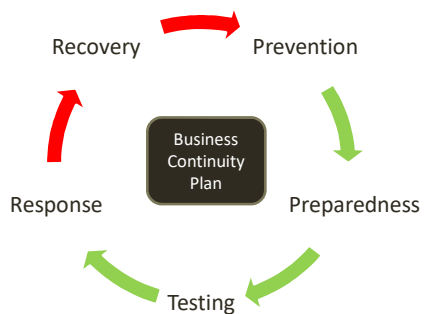 Recovery
Prevention
Business
Continuity
Plan
Response
Preparedness
Testing